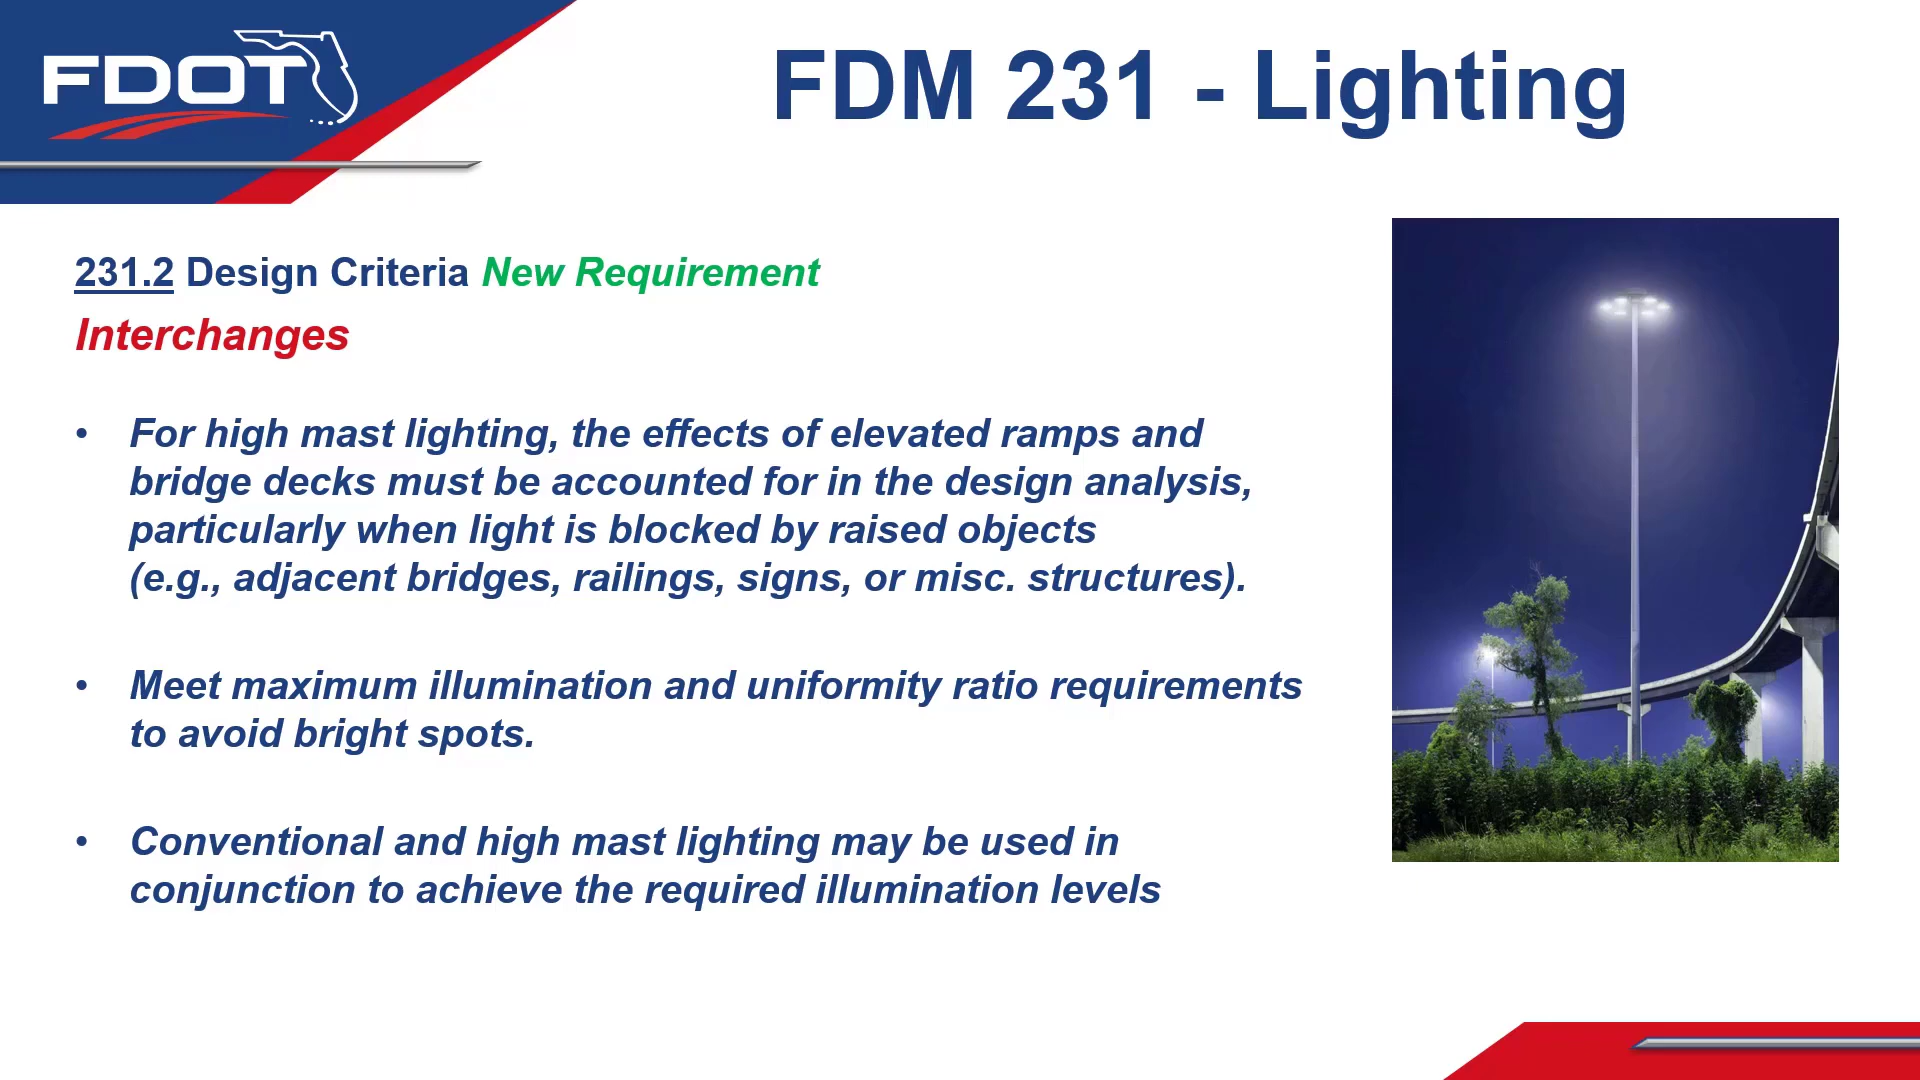 FDOT
FDM 231 - Lighting
231.2 Design Criteria New Requirement
Interchanges
• For high mast lighting, the effects of elevated ramps and
bridge decks must be accounted for in the design analysis,
particularly when light is blocked by raised objects
(e.g., adjacent bridges, railings, signs, or misc. structures).
• Meet maximum illumination and uniformity ratio requirements
to avoid bright spots.
• Conventional and high mast lighting may be used in
conjunction to achieve the required illumination levels